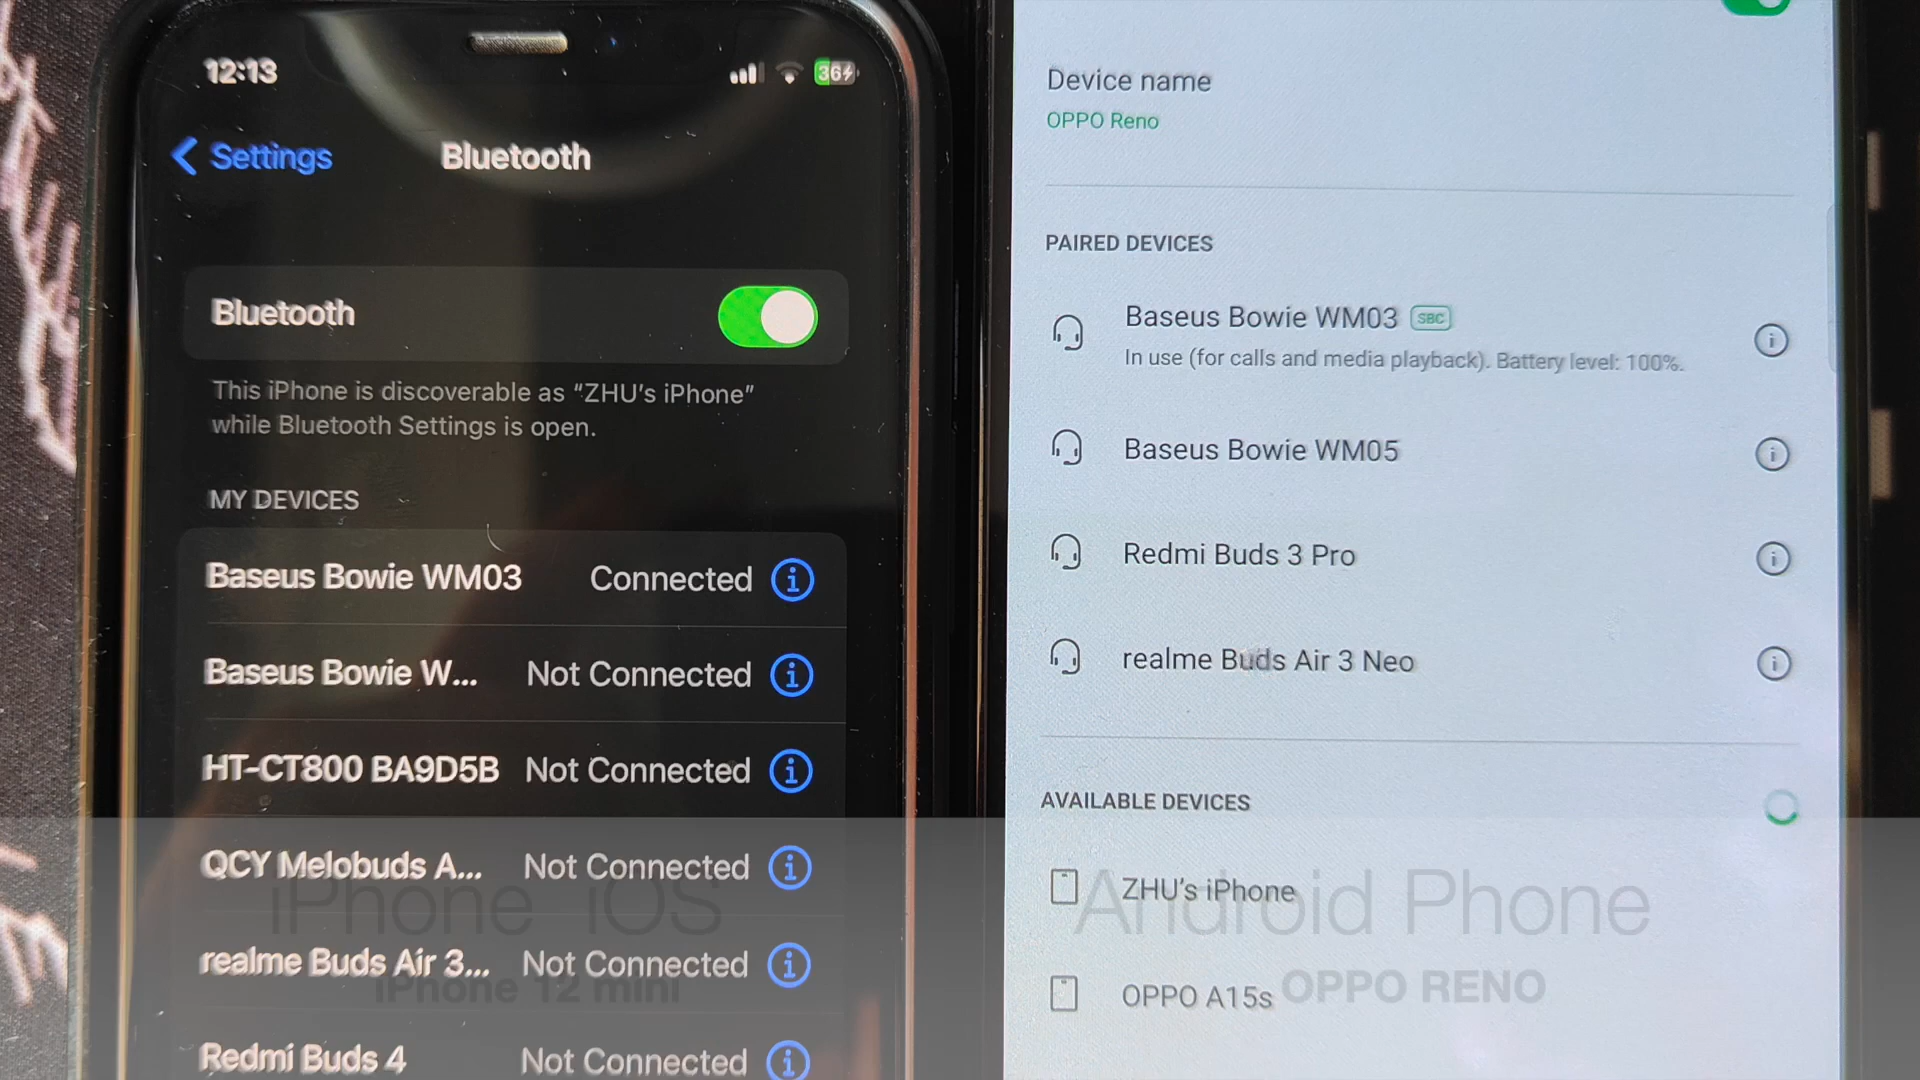 12:13
36
Settings
Bluetooth
Bluetooth
This iPhone is discoverable as “ZHU’s iPhone”
while Bluetooth Settings is open.
MY DEVICES
Baseus Bowie WM03 Connected
Baseus Bowie W... Not Connected
HT-CT800 BA9D5B Not Connected
QCY Melobuds A... Not Connected
realme Buds Air 3... Not Connected
Redmi Buds 4 Not Connected
iPhone iOS
iPhone 12 mini
Device name
OPPO Reno
PAIRED DEVICES
Baseus Bowie WM03 SBC
In use (for calls and media playback). Battery level: 100%.
Baseus Bowie WM05
Redmi Buds 3 Pro
realme Buds Air 3 Neo
AVAILABLE DEVICES
ZHU’s iPhone
OPPO A15s
Android Phone
OPPO RENO